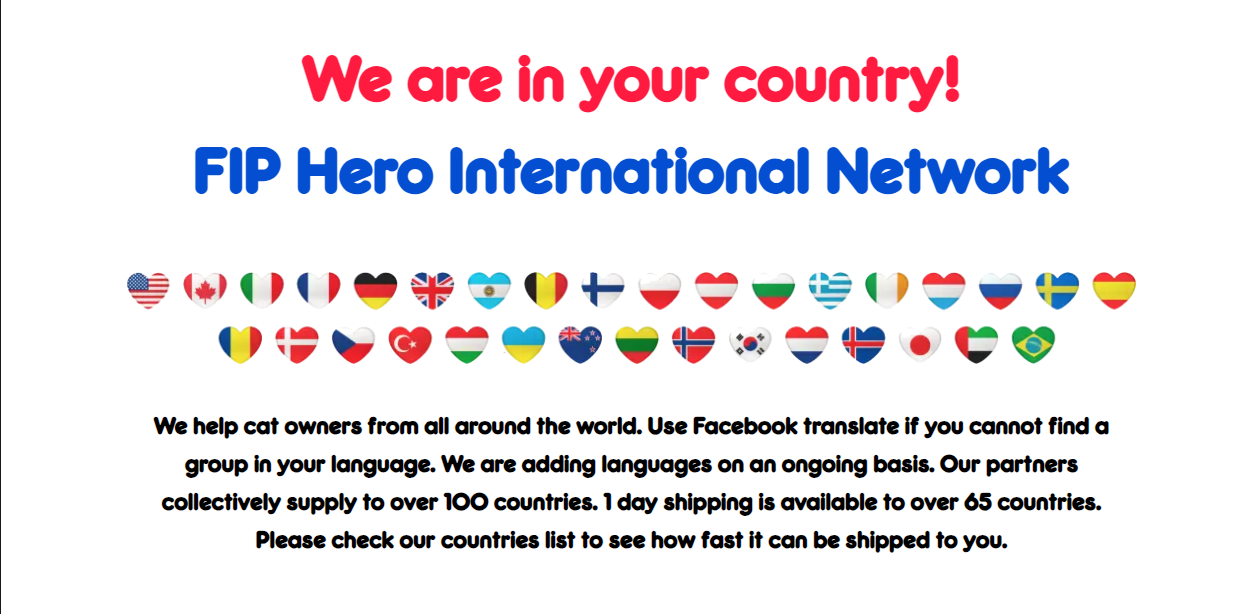 We are in your country!
FIP Hero International Network
We help cat owners from all around the world. Use Facebook translate if you cannot find a
group in your language. We are adding languages on an ongoing basis. Our partners
collectively supply to over 100 countries. 1 day shipping is available to over 65 countries.
Please check our countries list to see how fast it can be shipped to you.